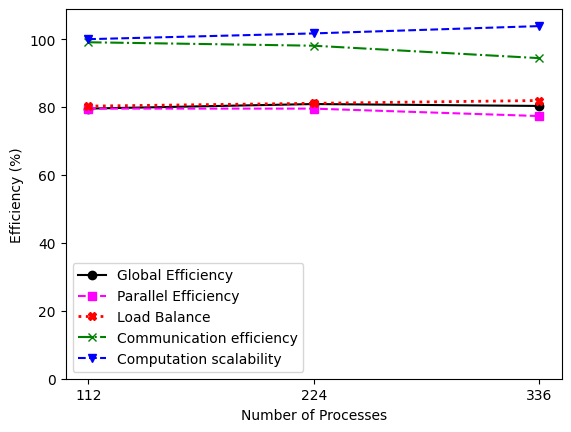 100
80
60
40
20
0
Efficiency (%)
Global Efficiency
Parallel Efficiency
Load Balance
Communication efficiency
Computation scalability
112
224
336
Number of Processes